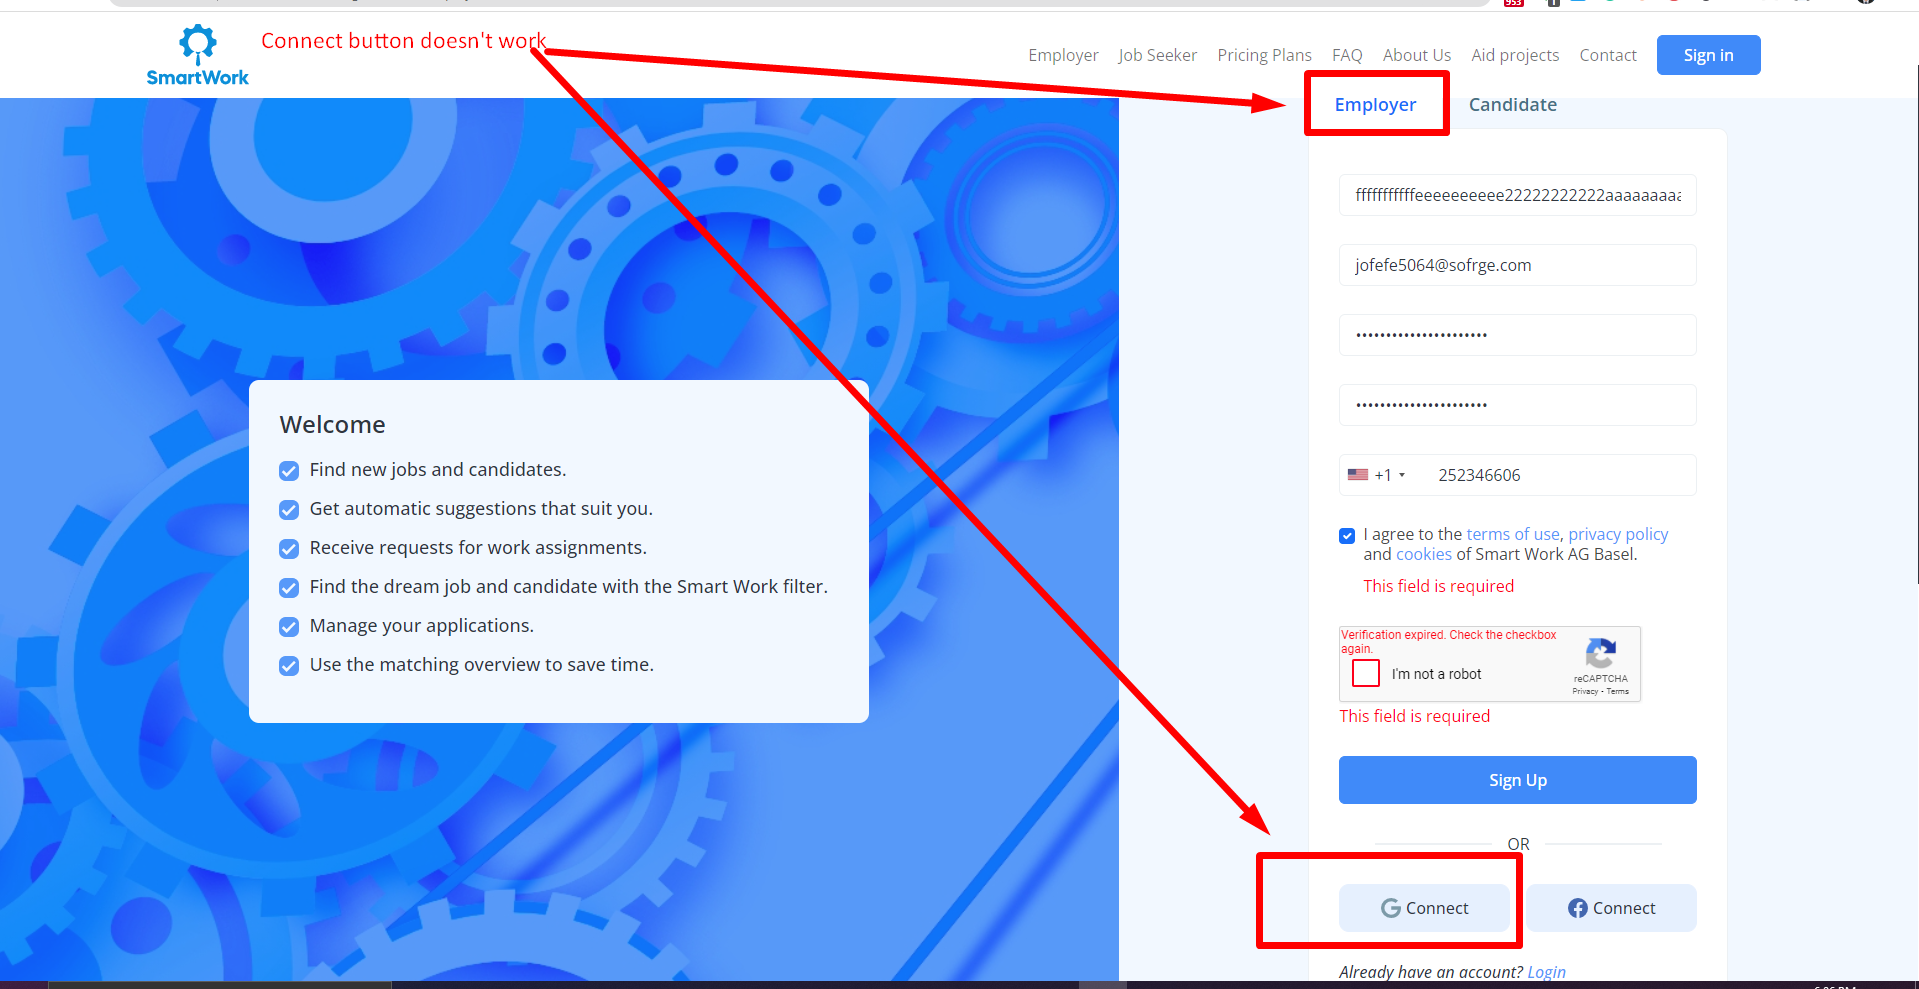 953
1
SmartWork
Connect button doesn't work
Employer Job Seeker Pricing Plans FAQ About Us Aid projects Contact Sign in
Employer Candidate
fffffffffffeeeeeeeeee22222222222aaaaaaaaa
jofefe5064@sofrge.com
+1 252346606
I agree to the terms of use, privacy policy
and cookies of Smart Work AG Basel.
This field is required
Verification expired. Check the checkbox
again.
I'm not a robot
reCAPTCHA
Privacy - Terms
This field is required
Sign Up
OR
Connect Connect
Already have an account? Login
Welcome
Find new jobs and candidates.
Get automatic suggestions that suit you.
Receive requests for work assignments.
Find the dream job and candidate with the Smart Work filter.
Manage your applications.
Use the matching overview to save time.